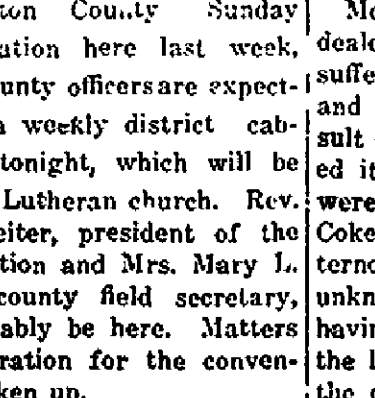 ton County Sunday
ation here last week,
unty officers are expect-
a weekly district cab-
tonight, which will be
Lutheran church. Rev.
eiter, president of the
tion and Mrs. Mary L.
county field secretary,
ably be here. Matters
ration for the conven-
ken up.
Mo
deale
suffe
and
sult
ed it
were
Coke
terno
unkn
havin
the l
the